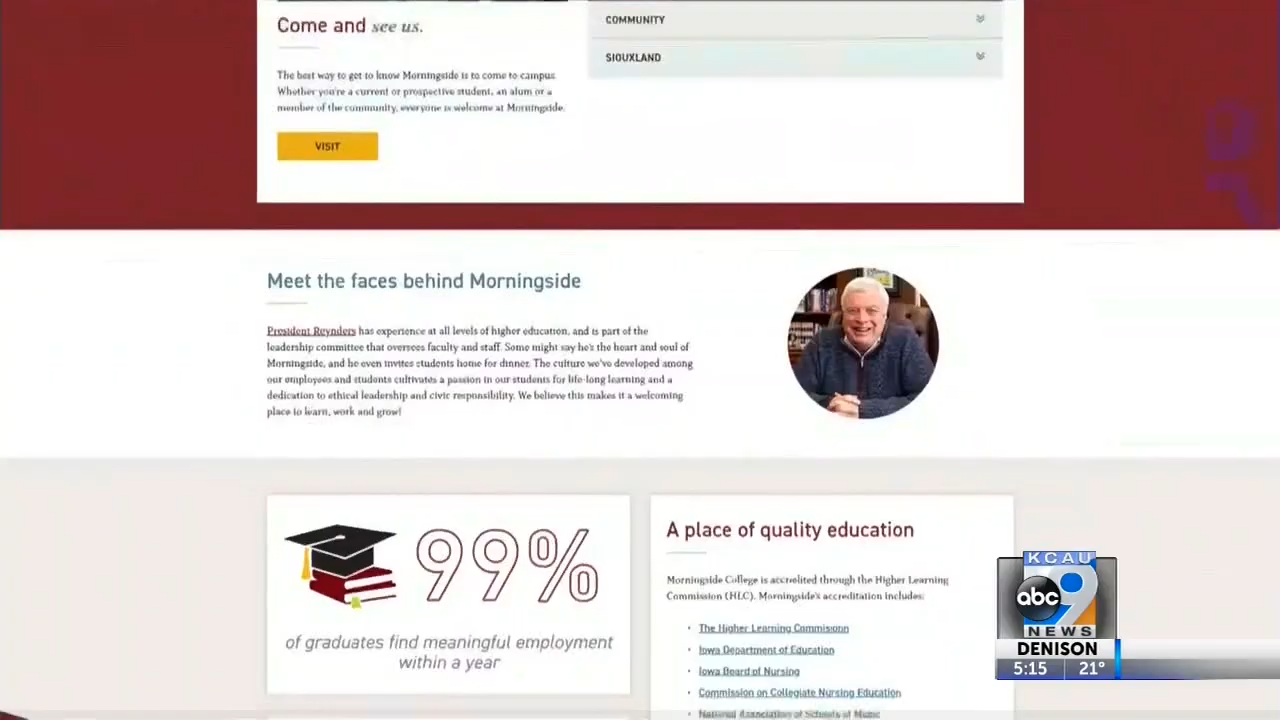 Come and see us.
The best way to get to know Morningside is to come to campus.
Whether you're a current or prospective student, an alum or a
member of the community, everyone is welcome at Morningside.
VISIT
COMMUNITY
SIOUXLAND
Meet the faces behind Morningside
President Reynders has experience at all levels of higher education, and is part of the
leadership committee that oversees faculty and staff. Some might say he's the heart and soul of
Morningside, and he even invites students home for dinner. The culture we've developed among
our employees and students cultivates a passion in our students for life-long learning and a
dedication to ethical leadership and civic responsibility. We believe this makes it a welcoming
place to learn, work and grow!
99%
of graduates find meaningful employment
within a year
A place of quality education
Morningside College is accredited through the Higher Learning
Commission (HLC). Morningside's accreditation includes:
• The Higher Learning Commission
• Iowa Department of Education
• Iowa Board of Nursing
• Commission on Collegiate Nursing Education
• National Association of Schools of Music
KCAU
abc 9
NEWS
DENISON
5:15 21°